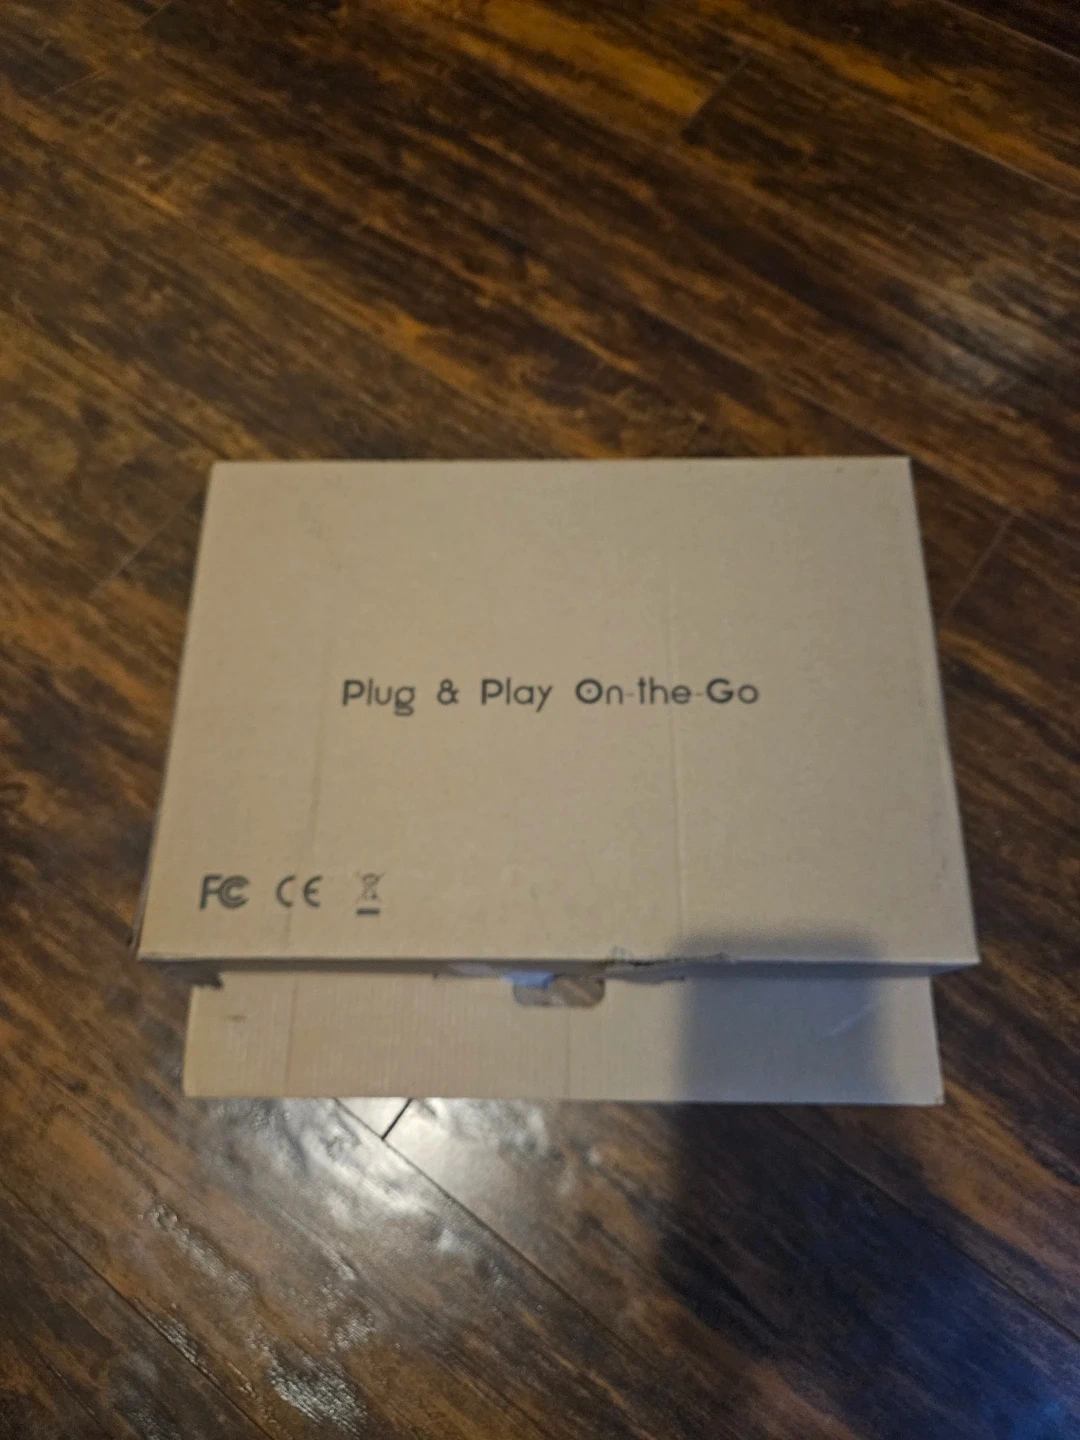 Plug & Play On-the-Go
FC CE